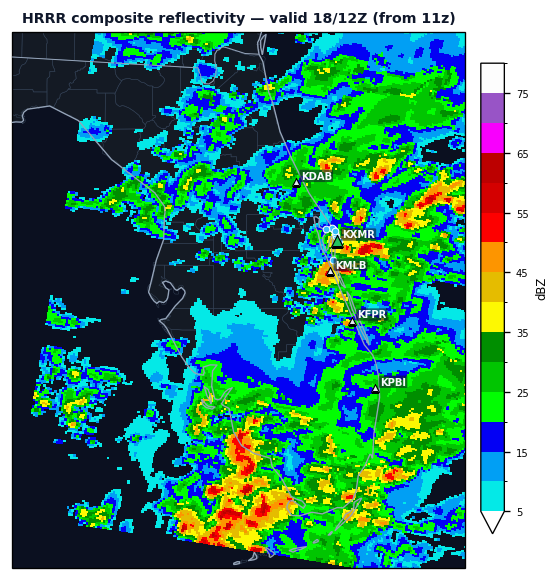 HRRR composite reflectivity — valid 18/12Z (from 11z)
KDAB
KXMR
KMLB
KFPR
KPBI
75
65
55
45
35
25
15
5
dBZ